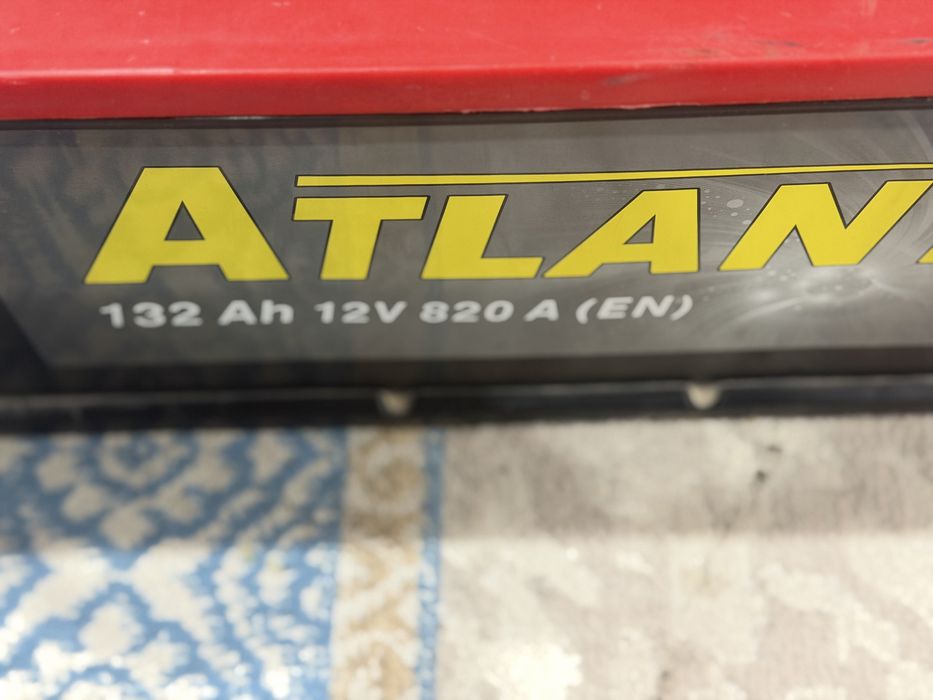 ATLAN
132 Ah 12V 820 A (EN)